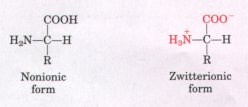 COOH
H₂N—C—H
R
Nonionic
form
COO⁻
H₃N⁺—C—H
R
Zwitterionic
form